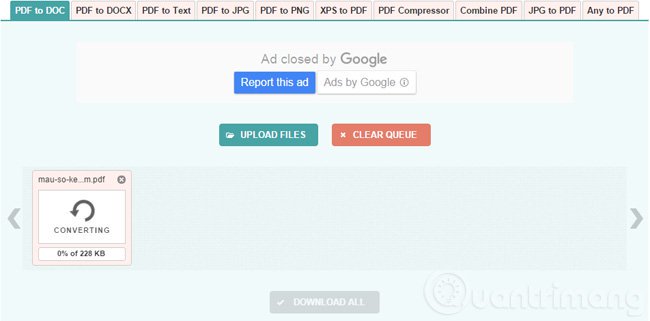 PDF to DOC PDF to DOCX PDF to Text PDF to JPG PDF to PNG XPS to PDF PDF Compressor Combine PDF JPG to PDF Any to PDF
Ad closed by Google
Report this ad Ads by Google
UPLOAD FILES CLEAR QUEUE
mau-so-ke...m.pdf
CONVERTING
0% of 228 KB
DOWNLOAD ALL
Quantrimang